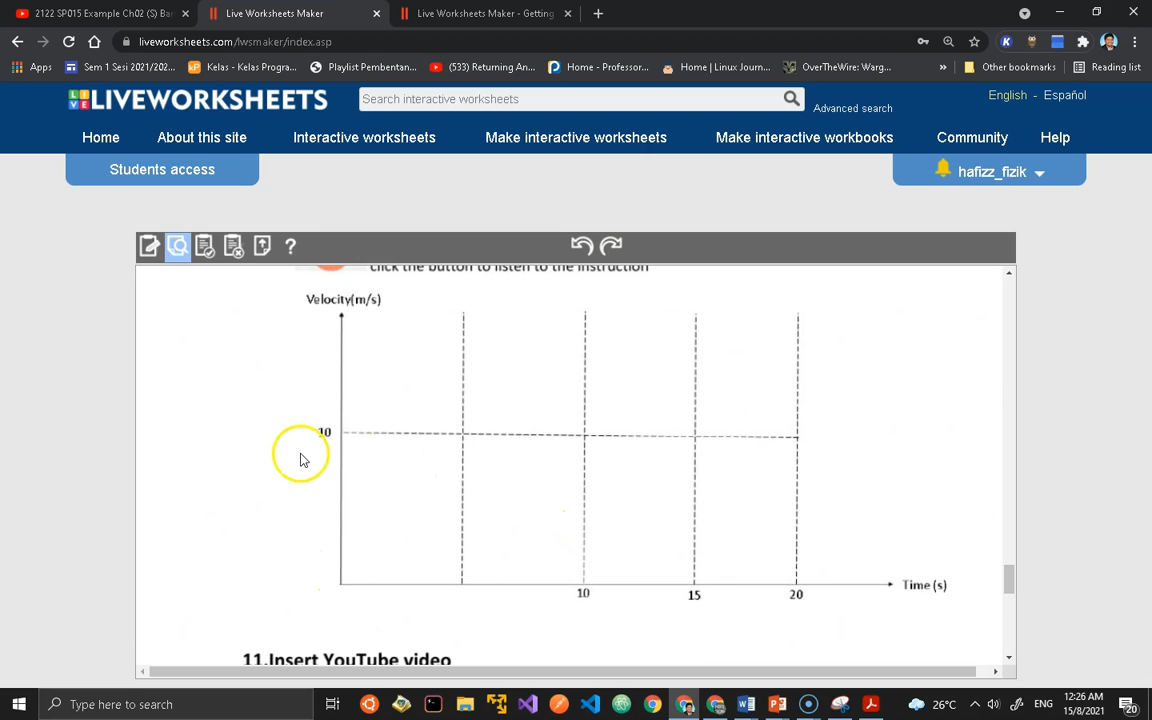 2122 SP015 Example Ch02 (S) Bar
Live Worksheets Maker
Live Worksheets Maker - Getting
liveworksheets.com/lwsmaker/index.asp
Apps
Sem 1 Sesi 2021/202...
Kelas - Kelas Progra...
Playlist Pembentan...
(533) Returning An...
Home - Professor...
Home | Linux Journ...
OverTheWire: Warg...
»
Other bookmarks
Reading list
LIVEWORKSHEETS
Search interactive worksheets
Advanced search
English - Español
Home
About this site
Interactive worksheets
Make interactive worksheets
Make interactive workbooks
Community
Help
Students access
hafizz_fizik
?
click the button to listen to the instruction
Velocity(m/s)
10
Time (s)
10
15
20
11.Insert YouTube video
Type here to search
26°C
ENG
12:26 AM
15/8/2021
20